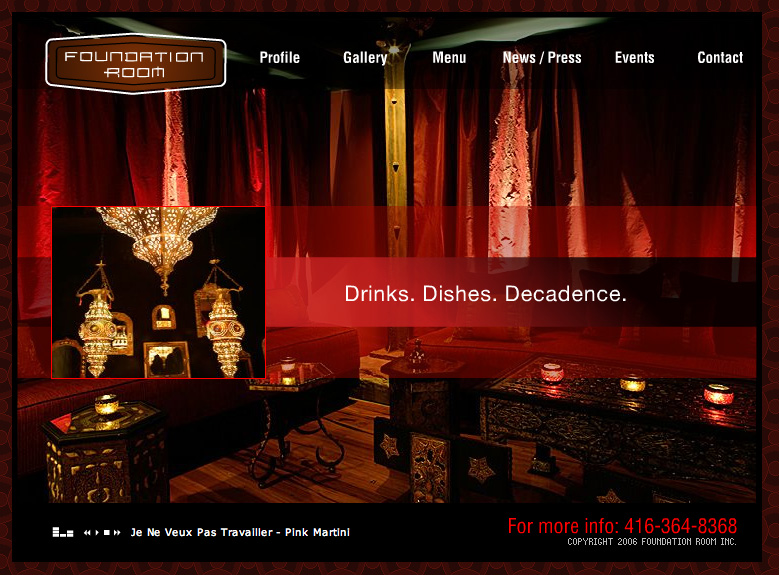 FOUNDATION
ROOM
Profile Gallery Menu News / Press Events Contact
Drinks. Dishes. Decadence.
Je Ne Veux Pas Travailler - Pink Martini
For more info: 416-364-8368
COPYRIGHT 2006 FOUNDATION ROOM INC.